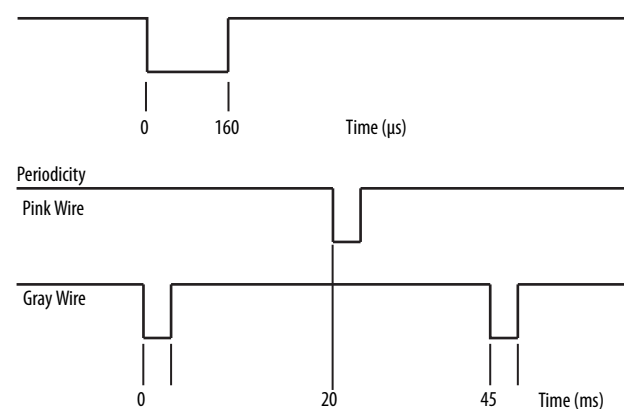 0 160 Time (µs)
Periodicity
Pink Wire
Gray Wire
0 20 45 Time (ms)